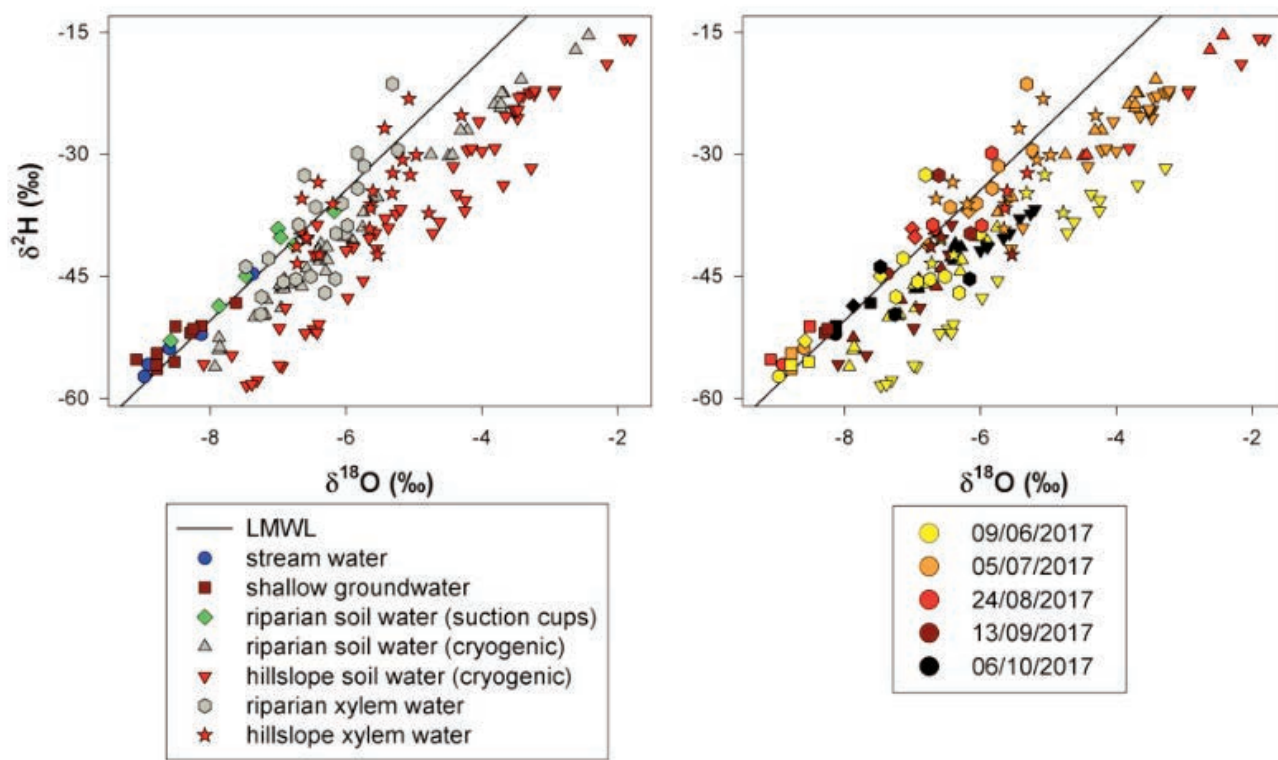 -15
-30
-45
-60
δ²H (‰)
-8 -6 -4 -2
δ¹⁸O (‰)
-15
-30
-45
-60
-8 -6 -4 -2
δ¹⁸O (‰)
LMWL
stream water
shallow groundwater
riparian soil water (suction cups)
riparian soil water (cryogenic)
hillslope soil water (cryogenic)
riparian xylem water
hillslope xylem water
09/06/2017
05/07/2017
24/08/2017
13/09/2017
06/10/2017